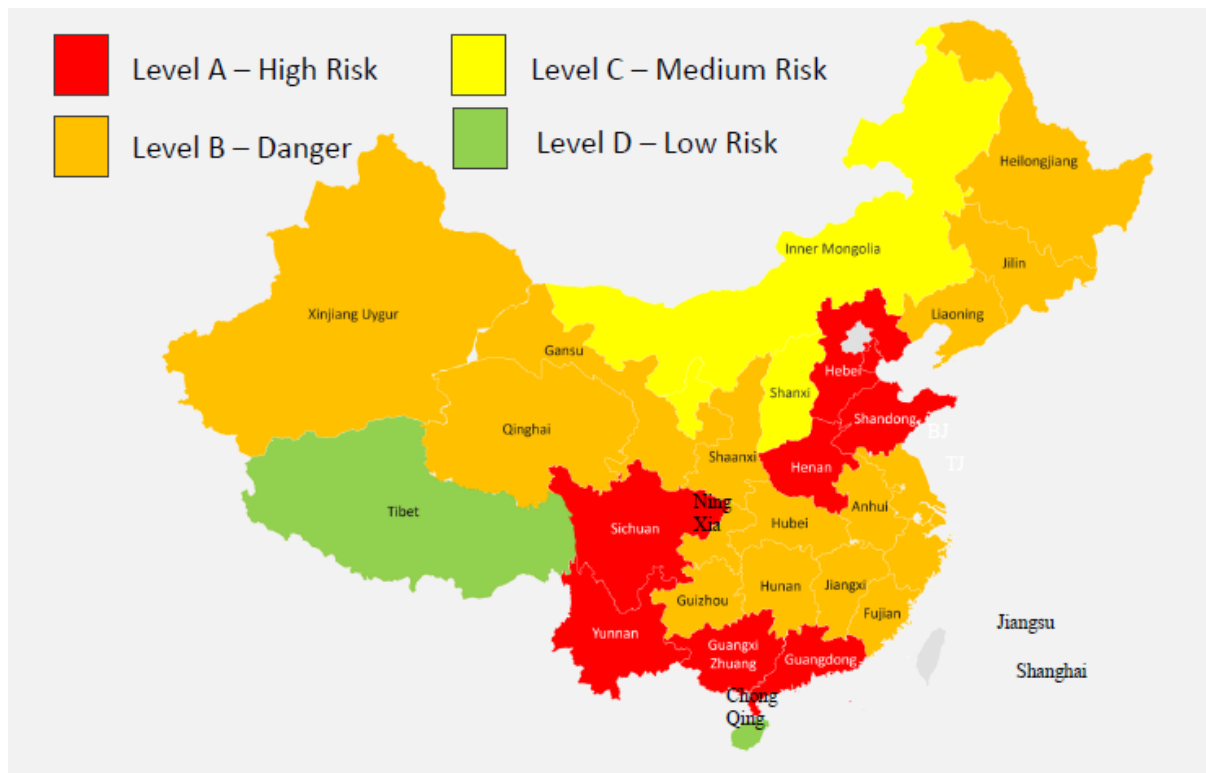 Level A – High Risk
Level C – Medium Risk
Level B – Danger
Level D – Low Risk
Heilongjiang
Inner Mongolia
Jilin
Xinjiang Uygur
Liaoning
Gansu
Hebei
Shanxi
Shandong
BJ
Qinghai
Shaanxi
TJ
Henan
Ning
Xia
Anhui
Tibet
Sichuan
Hubei
Hunan
Jiangxi
Guizhou
Fujian
Jiangsu
Yunnan
Guangxi
Zhuang
Guangdong
Shanghai
Chong
Qing